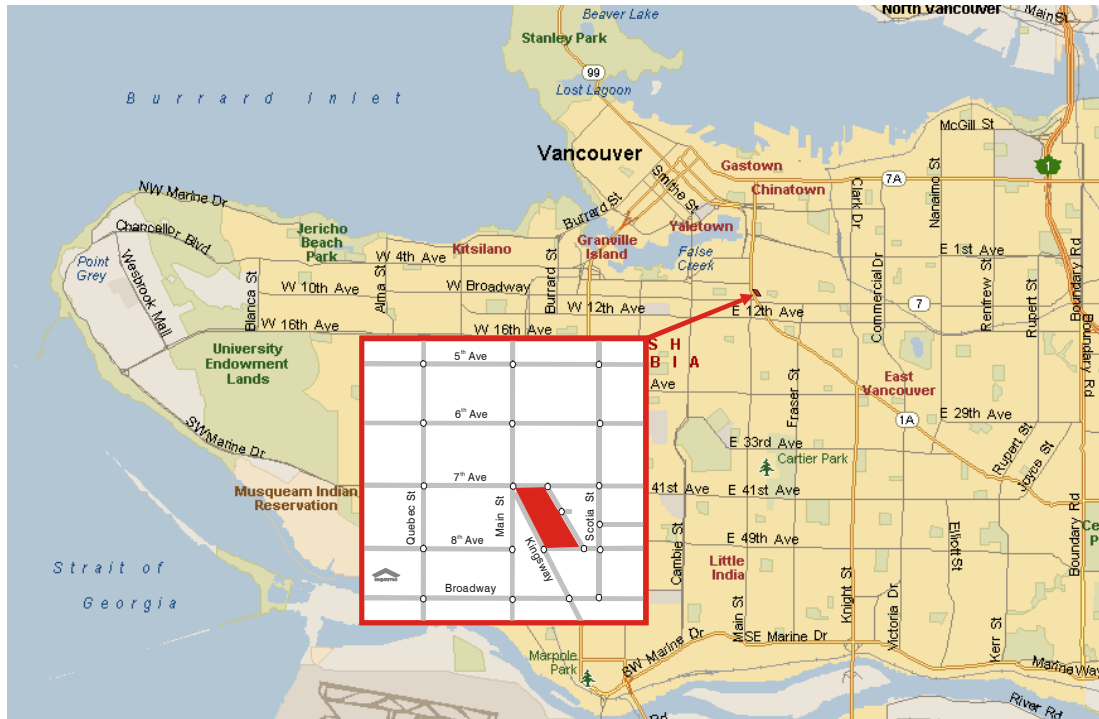 North Vancouver
Main St
Beaver Lake
Stanley Park
99
Lost Lagoon
Burrard Inlet
McGill St
Vancouver
Gastown
7A
1
Chinatown
Smithe St
Clark Dr
Nanaimo St
NW Marine Dr
Burrard St
Yaletown
Chancellor Blvd
Jericho
Beach
Park
Kitsilano
Granville
Island
False
Creek
E 1st Ave
W 4th Ave
Point
Grey
Wesbrook Mall
Blanca St
Alma St
Burrard St
Commercial Dr
Renfrew St
Rupert St
Boundary Rd
W 10th Ave
W Broadway
W 12th Ave
E 12th Ave
7
W 16th Ave
W 16th Ave
Boundary Rd
University
Endowment
Lands
S H
B I A
Ave
Fraser St
East
Vancouver
1A
E 29th Ave
SW Marine Dr
E 33rd Ave
Cartier Park
Rupert St
Joyce St
Musqueam Indian
Reservation
41st Ave
E 41st Ave
Boundary Rd
Ce
P
Cambie St
E 49th Ave
Elliott St
Little
India
Main St
Knight St
Victoria Dr
Kerr St
Strait of
Georgia
SE Marine Dr
SW Marine Dr
Marpole
Park
Marine Way
River Rd
Rd
5th Ave
6th Ave
7th Ave
Quebec St
Main St
Scotia St
8th Ave
Kingsway
Broadway